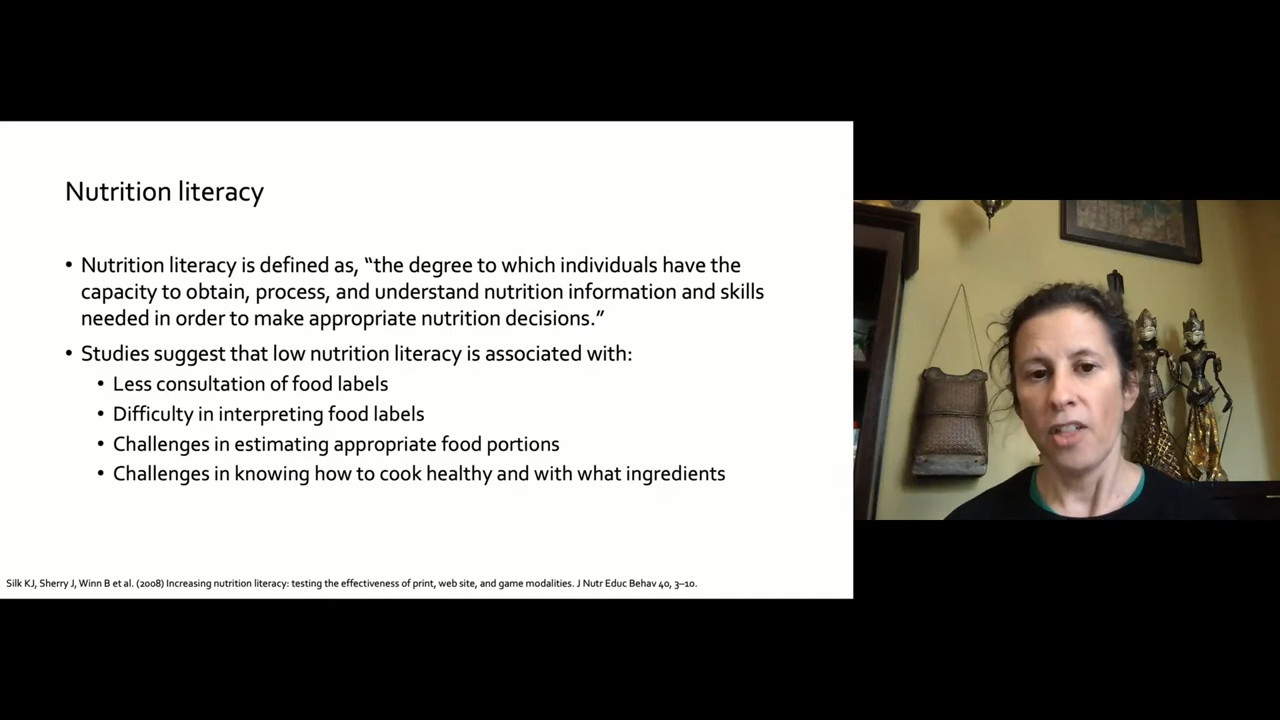 Nutrition literacy
• Nutrition literacy is defined as, “the degree to which individuals have the
capacity to obtain, process, and understand nutrition information and skills
needed in order to make appropriate nutrition decisions.”
• Studies suggest that low nutrition literacy is associated with:
• Less consultation of food labels
• Difficulty in interpreting food labels
• Challenges in estimating appropriate food portions
• Challenges in knowing how to cook healthy and with what ingredients
Silk KJ, Sherry J, Winn B et al. (2008) Increasing nutrition literacy: testing the effectiveness of print, web site, and game modalities. J Nutr Educ Behav 40, 3–10.